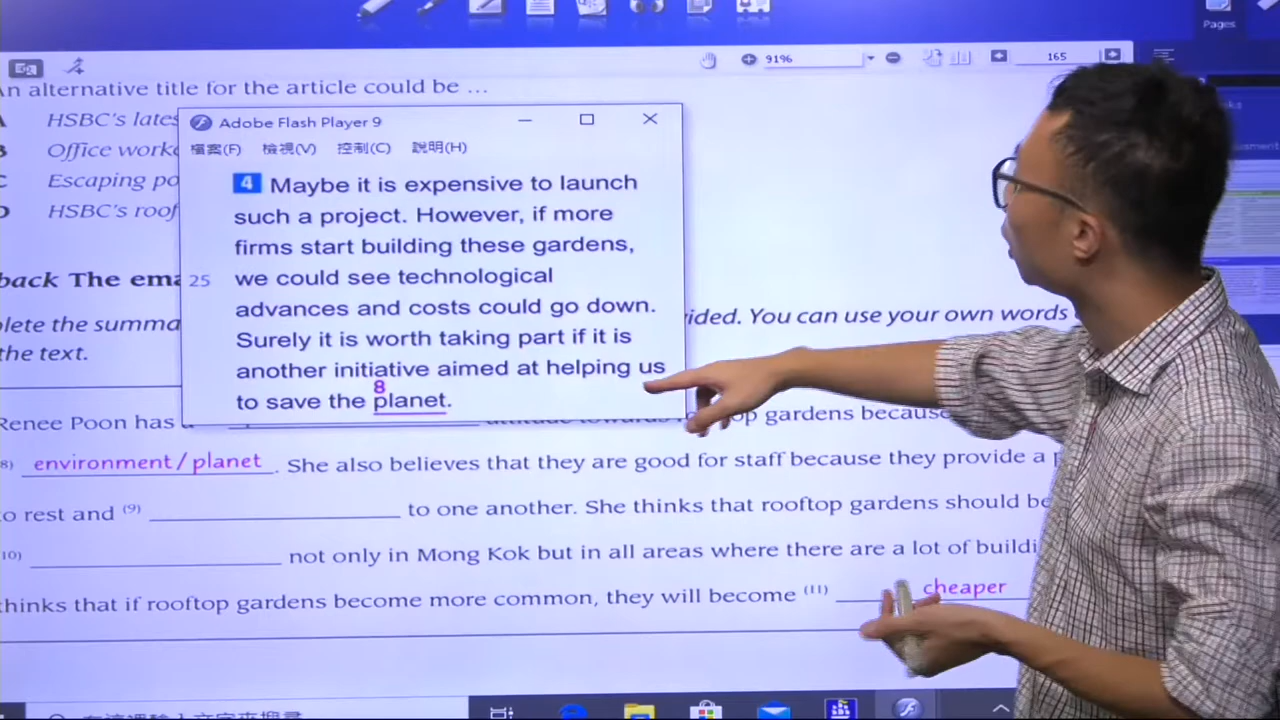 Pages
91%
165
An alternative title for the article could be ...
HSBC's lates
B Office worke
C Escaping po
D HSBC's roof
Adobe Flash Player 9
檔案(F) 檢視(V) 控制(C) 說明(H)
4 Maybe it is expensive to launch
such a project. However, if more
firms start building these gardens,
25 we could see technological
advances and costs could go down.
Surely it is worth taking part if it is
another initiative aimed at helping us
8
to save the planet.
back The ema
plete the summa ided. You can use your own words
the text.
Renee Poon has a attitude towards rooftop gardens because
8) environment / planet . She also believes that they are good for staff because they provide a p
to rest and (9) to one another. She thinks that rooftop gardens should be
10) not only in Mong Kok but in all areas where there are a lot of buildi
thinks that if rooftop gardens become more common, they will become (11) cheaper